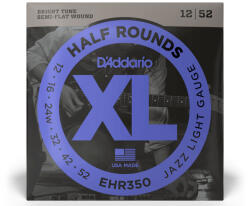 BRIGHT TONE
SEMI-FLAT WOUND
12/52
HALF ROUNDS
D'Addario
XL
12 · 16 · 24w · 32 · 42 · 52
USA MADE
EHR350
JAZZ LIGHT GAUGE